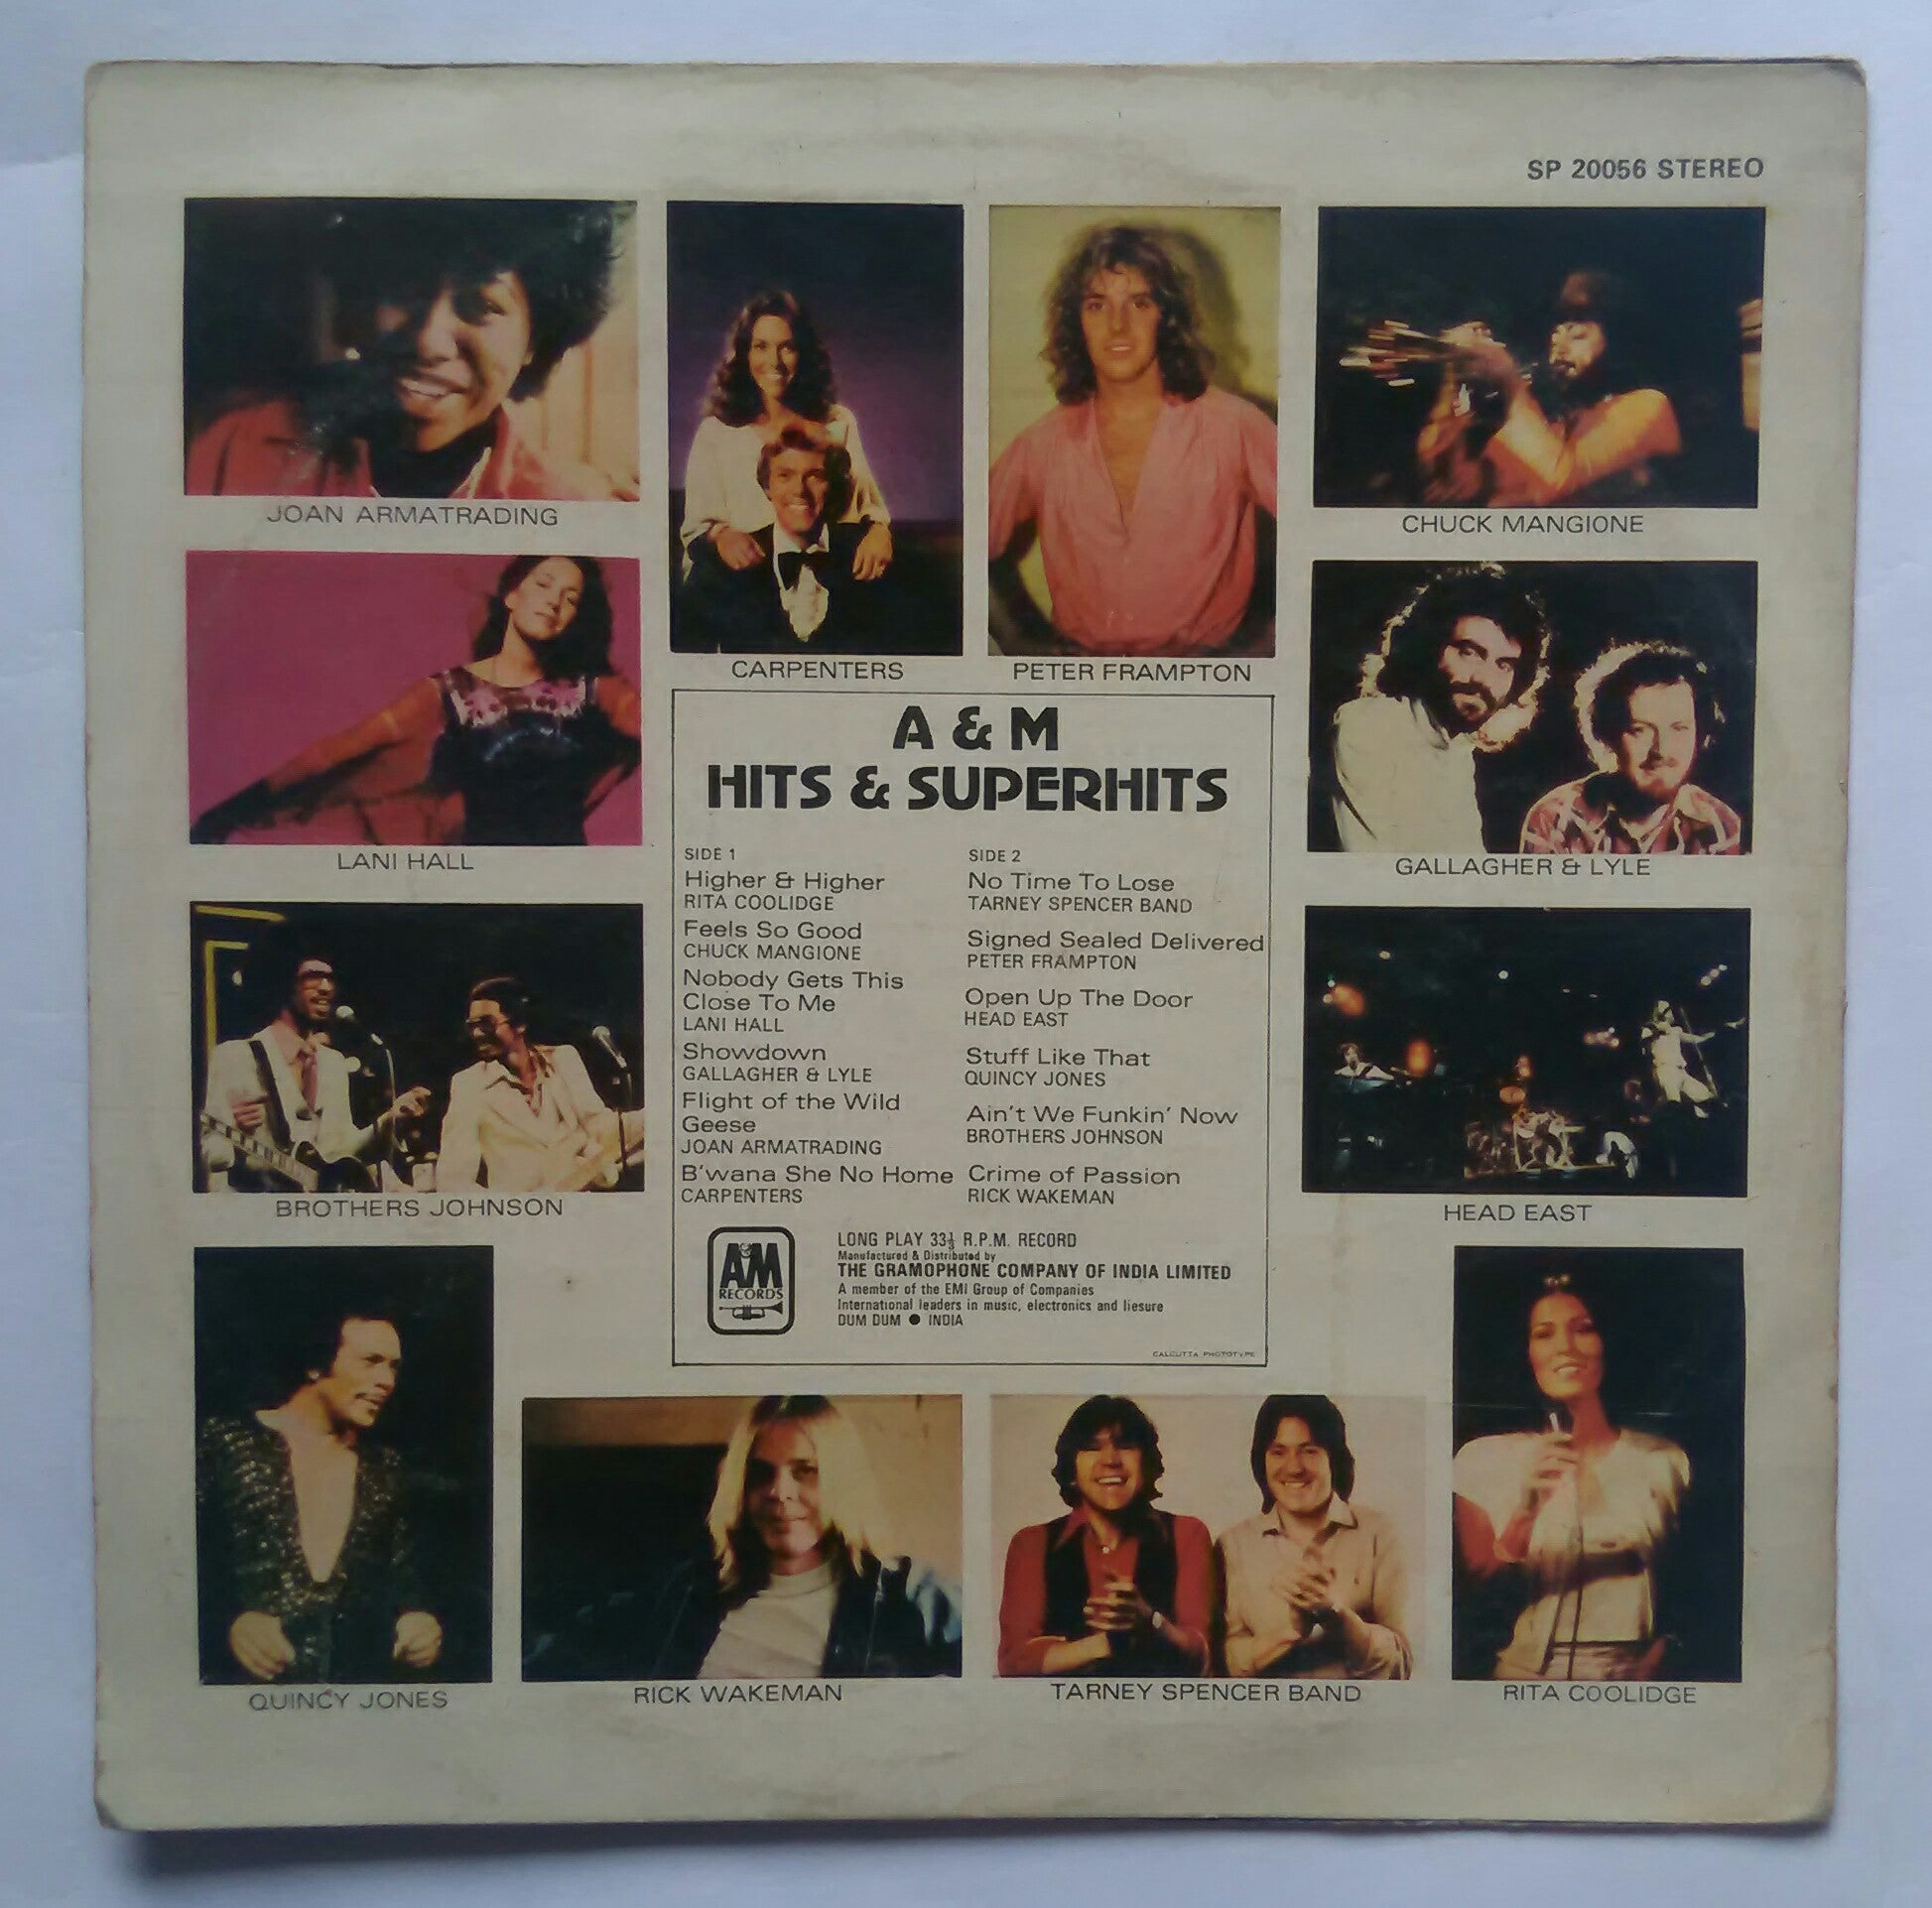 SP 20056 STEREO
JOAN ARMATRADING
CARPENTERS
PETER FRAMPTON
CHUCK MANGIONE
LANI HALL
GALLAGHER & LYLE
BROTHERS JOHNSON
HEAD EAST
A & M
HITS & SUPERHITS
SIDE 1
Higher & Higher
RITA COOLIDGE
Feels So Good
CHUCK MANGIONE
Nobody Gets This
Close To Me
LANI HALL
Showdown
GALLAGHER & LYLE
Flight of the Wild
Geese
JOAN ARMATRADING
B'wana She No Home
CARPENTERS
SIDE 2
No Time To Lose
TARNEY SPENCER BAND
Signed Sealed Delivered
PETER FRAMPTON
Open Up The Door
HEAD EAST
Stuff Like That
QUINCY JONES
Ain't We Funkin' Now
BROTHERS JOHNSON
Crime of Passion
RICK WAKEMAN
A&M
RECORDS
LONG PLAY 33⅓ R.P.M. RECORD
Manufactured & Distributed by
THE GRAMOPHONE COMPANY OF INDIA LIMITED
A member of the EMI Group of Companies
International leaders in music, electronics and liesure
DUM DUM ● INDIA
CALCUTTA PHOTOTYPE
QUINCY JONES
RICK WAKEMAN
TARNEY SPENCER BAND
RITA COOLIDGE